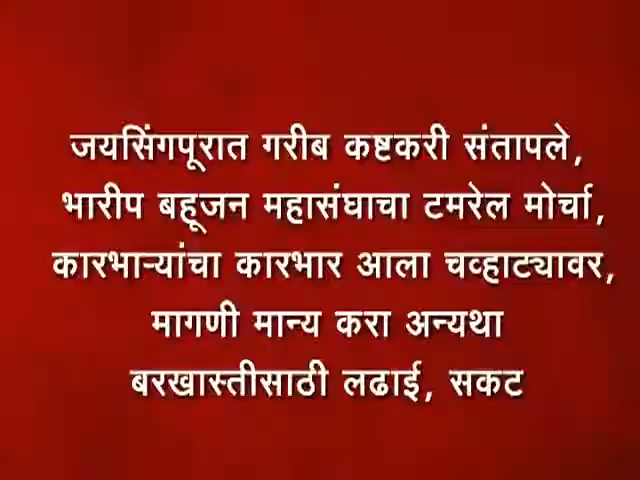 जयसिंगपूरात गरीब कष्टकरी संतापले,
भारीप बहूजन महासंघाचा टमरेल मोर्चा,
कारभाऱ्यांचा कारभार आला चव्हाट्यावर,
मागणी मान्य करा अन्यथा
बरखास्तीसाठी लढाई, सकट